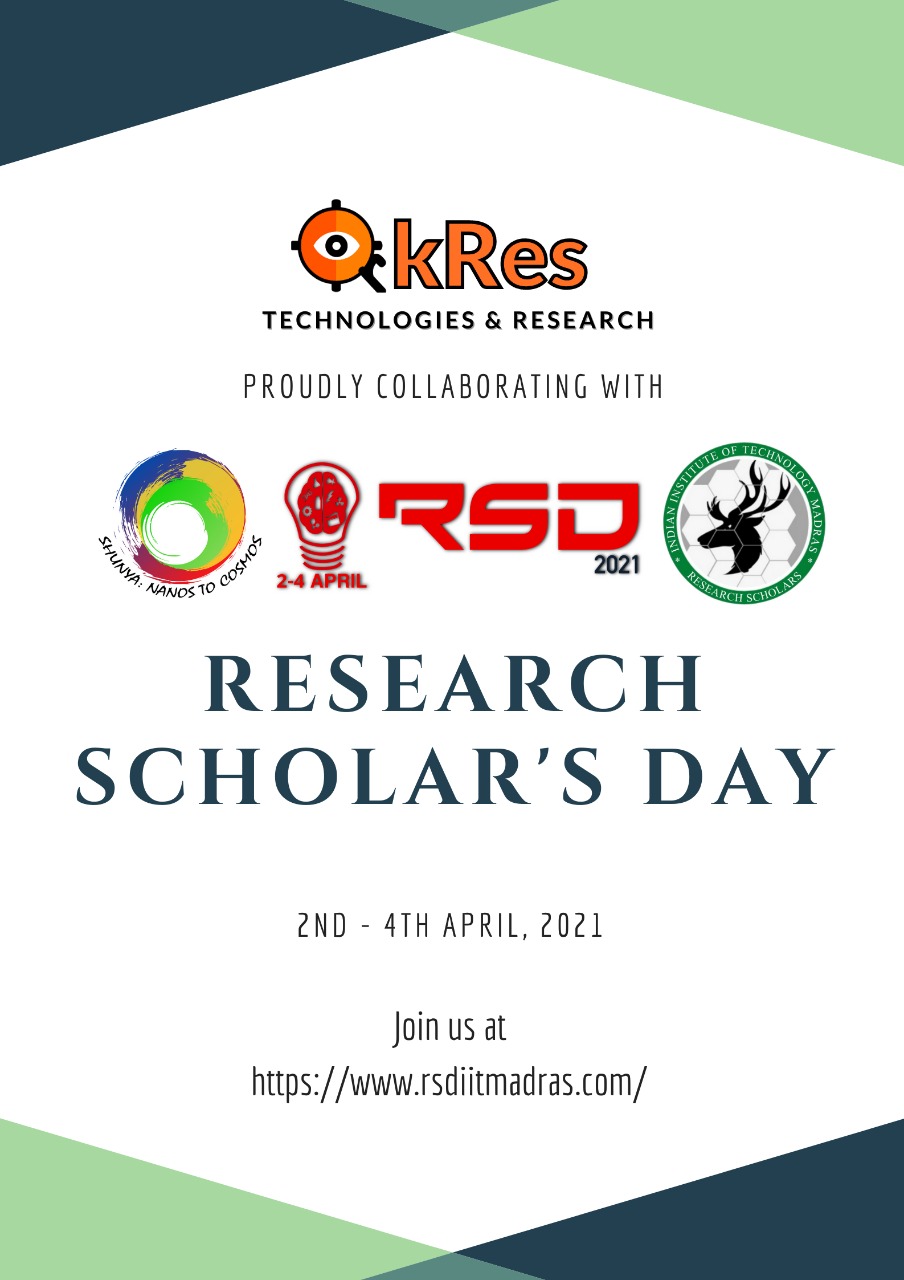 kRes
TECHNOLOGIES & RESEARCH
PROUDLY COLLABORATING WITH
SHUNYA: NANOS TO COSMOS
2-4 APRIL
RSD
2021
* INDIAN INSTITUTE OF TECHNOLOGY MADRAS *
RESEARCH SCHOLARS
RESEARCH
SCHOLAR'S DAY
2ND - 4TH APRIL, 2021
Join us at
https://www.rsdiitmadras.com/